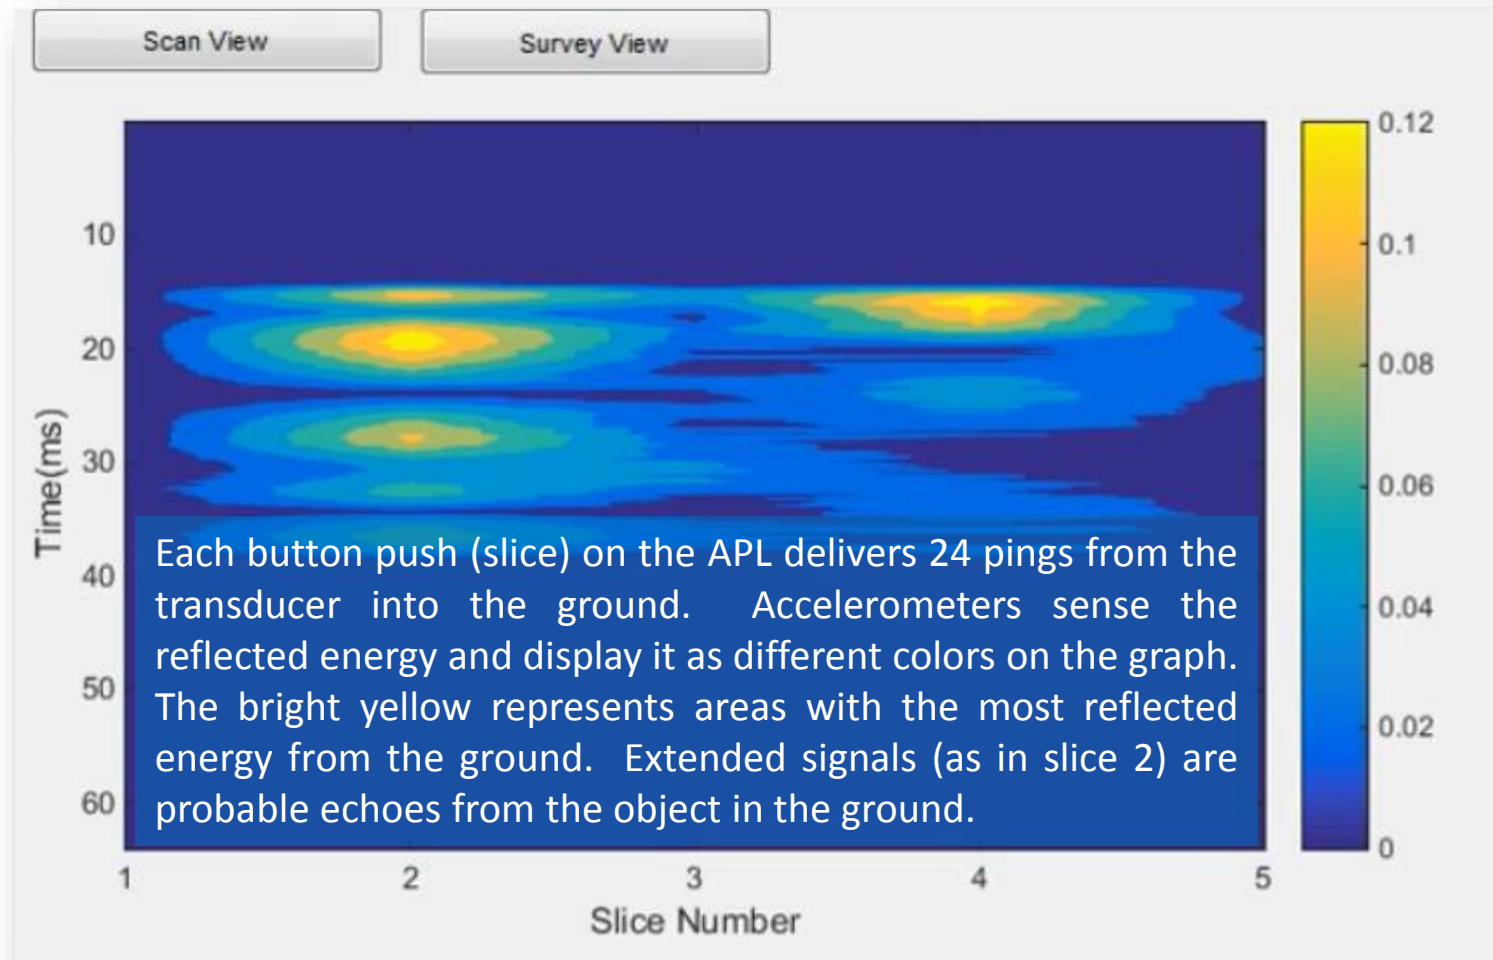 Scan View
Survey View
0.12
0.1
0.08
0.06
0.04
0.02
0
Time(ms)
10
20
30
40
50
60
Each button push (slice) on the APL delivers 24 pings from the
transducer into the ground. Accelerometers sense the
reflected energy and display it as different colors on the graph.
The bright yellow represents areas with the most reflected
energy from the ground. Extended signals (as in slice 2) are
probable echoes from the object in the ground.
1
2
3
4
5
Slice Number